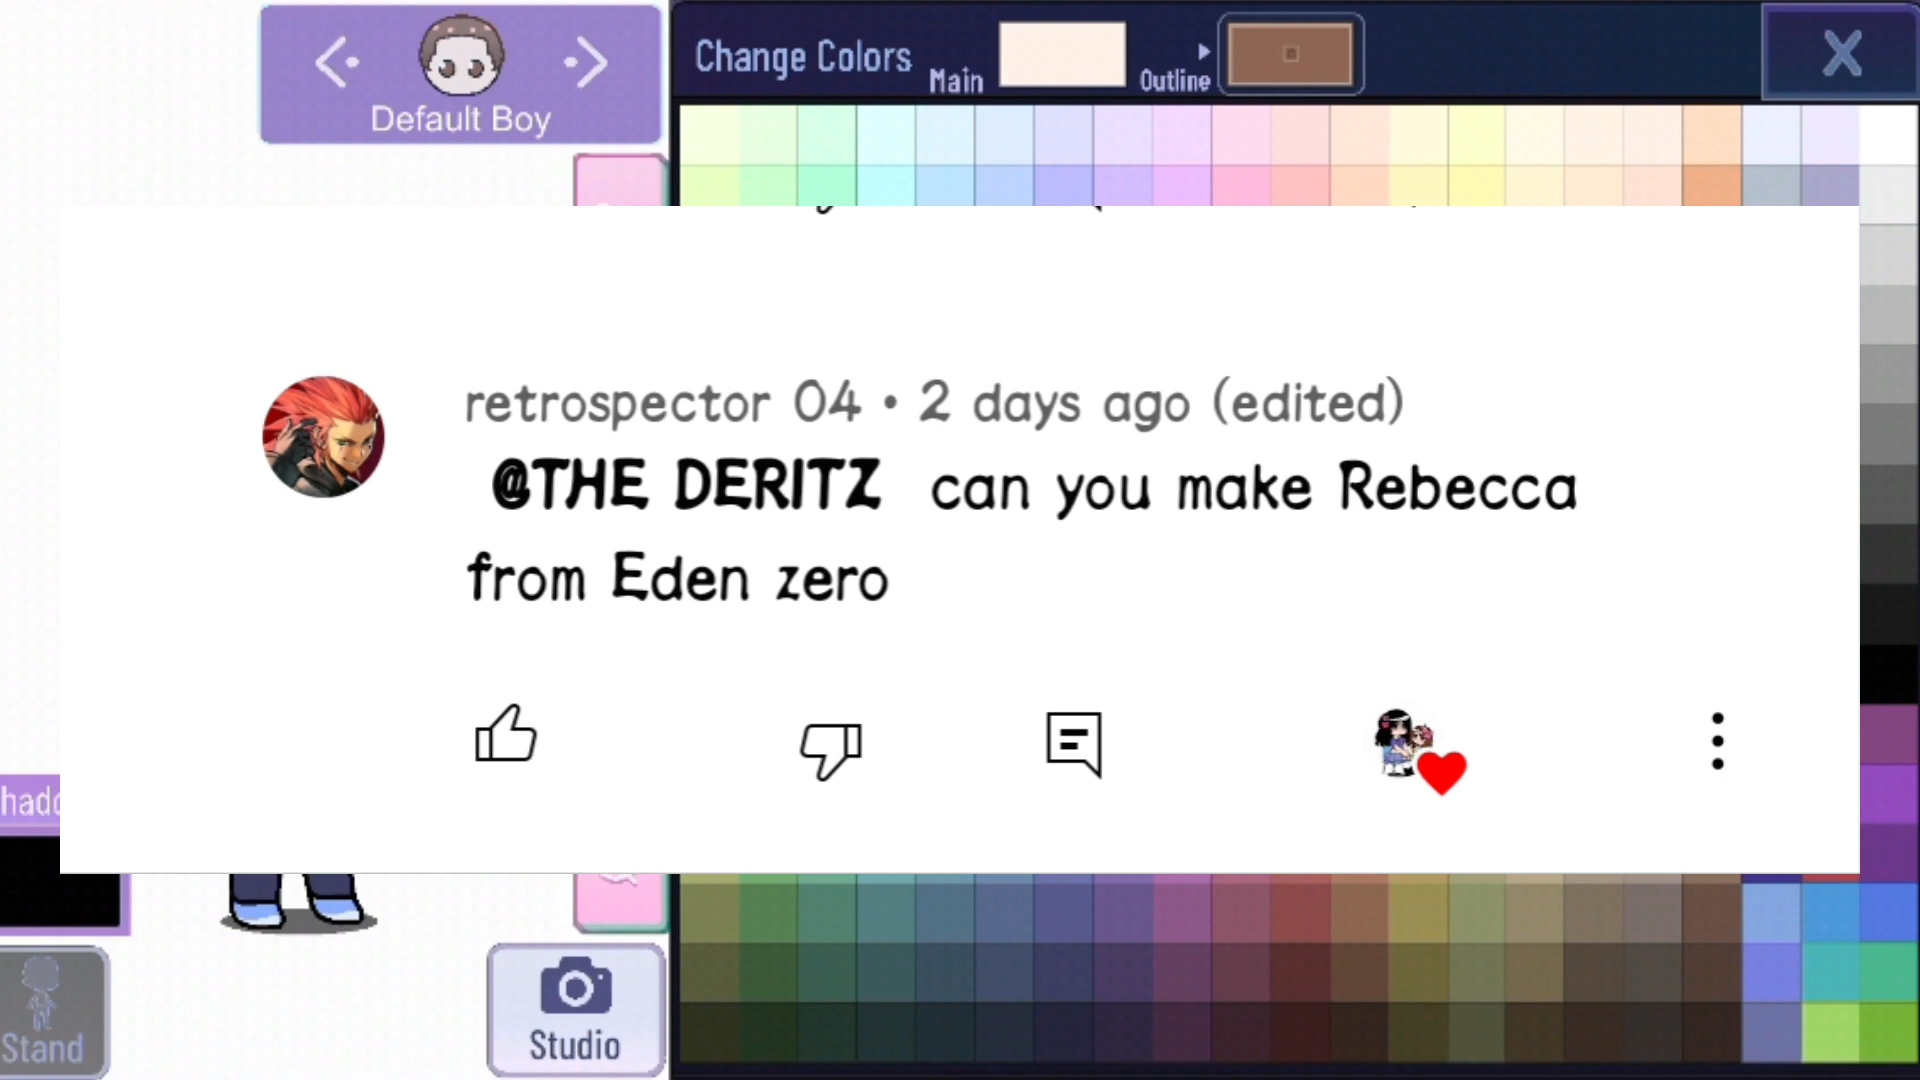 Default Boy
Change Colors
Main
Outline
X
retrospector 04 • 2 days ago (edited)
@THE DERITZ can you make Rebecca
from Eden zero
Stand
Studio